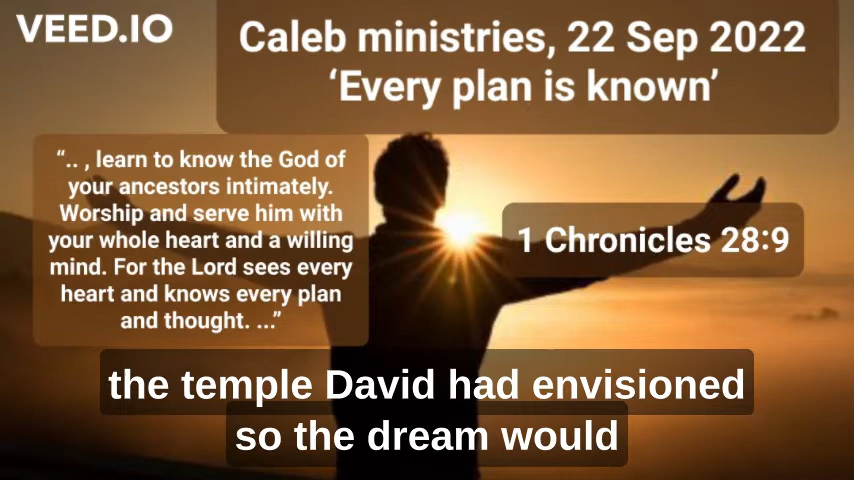 VEED.IO
Caleb ministries, 22 Sep 2022
‘Every plan is known’
“.. , learn to know the God of
your ancestors intimately.
Worship and serve him with
your whole heart and a willing
mind. For the Lord sees every
heart and knows every plan
and thought. ...”
1 Chronicles 28:9
the temple David had envisioned
so the dream would